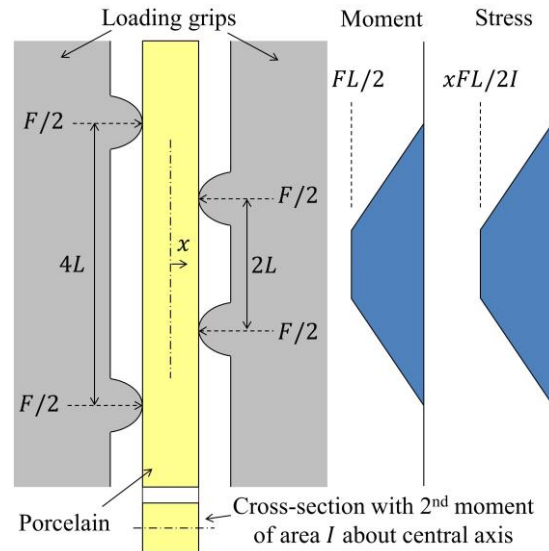 Loading grips
Moment
Stress
F/2
FL/2
xFL/2I
F/2
x
4L
2L
F/2
F/2
Porcelain
Cross-section with 2nd moment
of area I about central axis